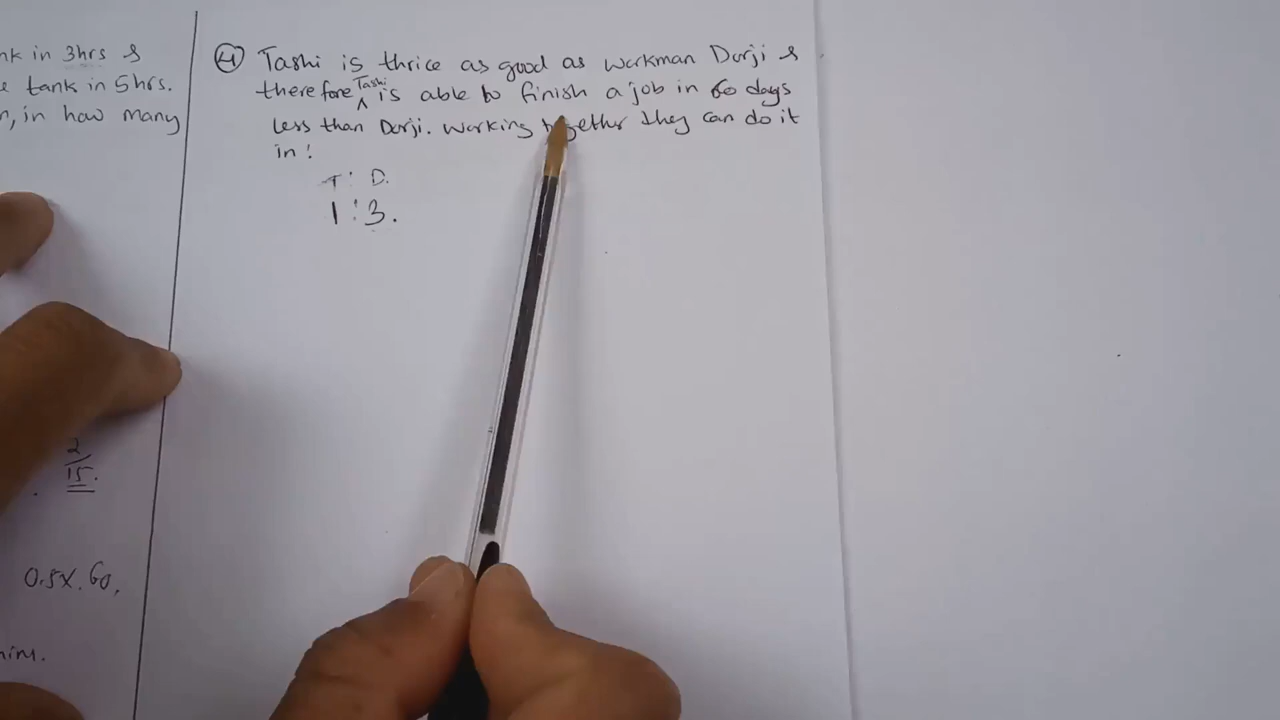 nk in 3hrs &
e tank in 5hrs.
n, in how many
2
15.
0.5x. 60,
mins.
④ Tashi is thrice as good as workman Dorji &
therefore Tashi is able to finish a job in 60 days
less than Dorji. Working together they can do it
in:
T : D.
1 : 3.